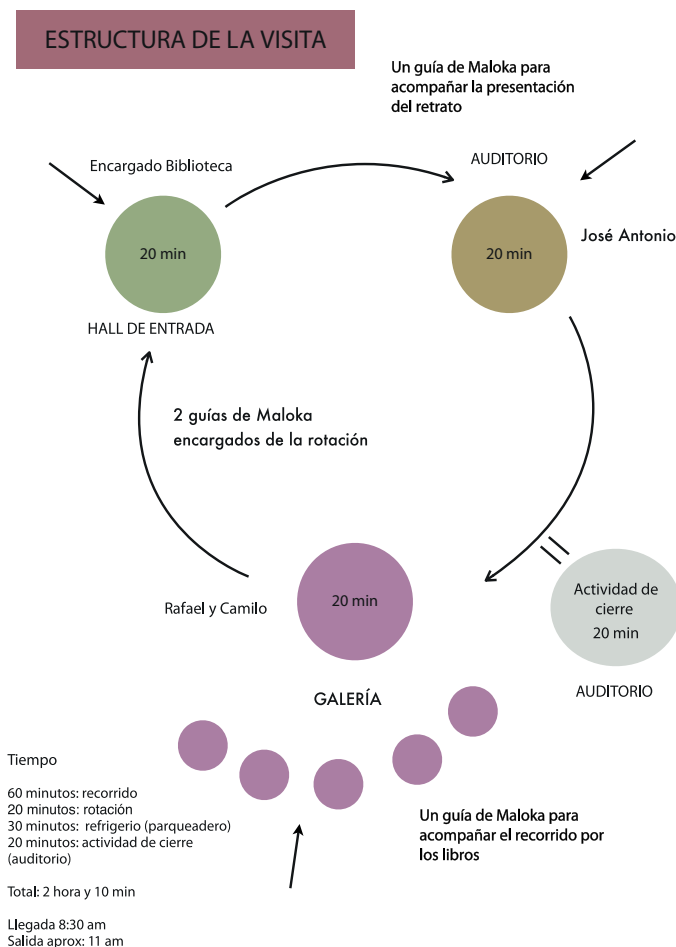 ESTRUCTURA DE LA VISITA
Un guía de Maloka para
acompañar la presentación
del retrato
Encargado Biblioteca
AUDITORIO
20 min
20 min
José Antonio
HALL DE ENTRADA
2 guías de Maloka
encargados de la rotación
Rafael y Camilo
20 min
Actividad de
cierre
20 min
GALERÍA
AUDITORIO
Tiempo
60 minutos: recorrido
20 minutos: rotación
30 minutos: refrigerio (parqueadero)
20 minutos: actividad de cierre
(auditorio)
Total: 2 hora y 10 min
Llegada 8:30 am
Salida aprox: 11 am
Un guía de Maloka para
acompañar el recorrido por
los libros